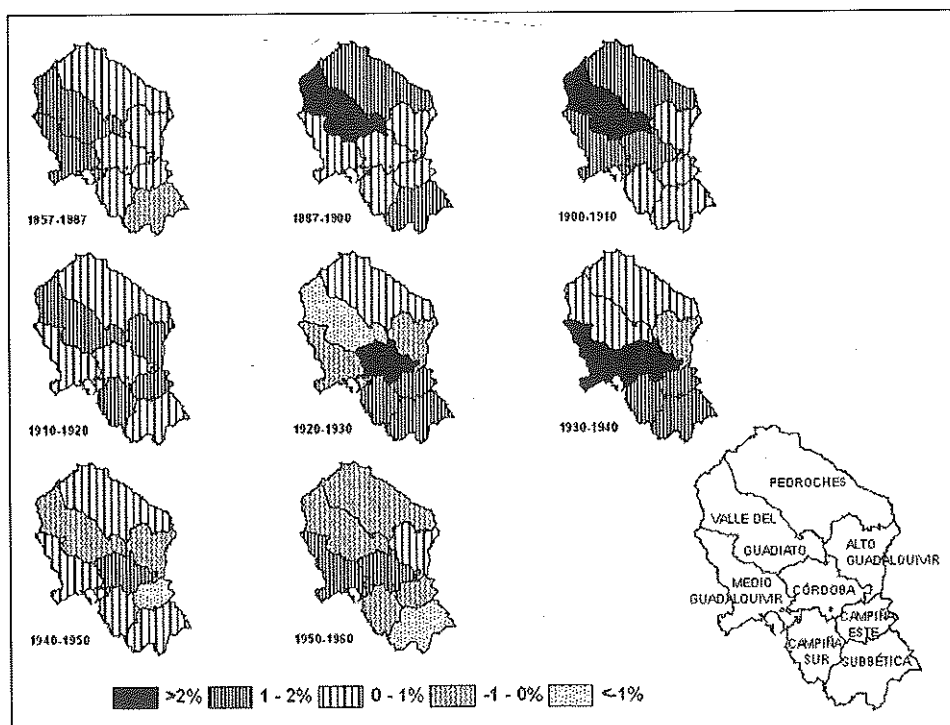 1857-1887
1887-1900
1900-1910
1910-1920
1920-1930
1930-1940
1940-1950
1950-1960
PEDROCHES
VALLE DEL
GUADIATO
ALTO
GUADALQUIVIR
MEDIO
GUADALQUIVIR
CÓRDOBA
CAMPIÑA
ESTE
CAMPIÑA
SUR
SUBBÉTICA
>2% 1 - 2% 0 - 1% -1 - 0% <-1%